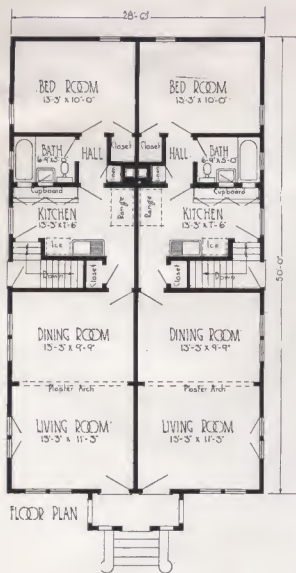 28'-0"
BED ROOM
13'-3" x 10'-0"
BED ROOM
13'-3" x 10'-0"
BATH
6'-9" x 5'-0"
HALL
Closet
Closet
HALL
BATH
6'-9" x 5'-0"
Cupboard
Linen
Cupboard
KITCHEN
13'-3" x 7'-6"
Range
Range
KITCHEN
13'-3" x 7'-6"
Ice
Ice
Down
Closet
Closet
Down
50'-0"
DINING ROOM
13'-3" x 9'-9"
DINING ROOM
13'-3" x 9'-9"
Plaster Arch
Plaster Arch
LIVING ROOM
13'-3" x 11'-3"
LIVING ROOM
13'-3" x 11'-3"
FLOOR PLAN